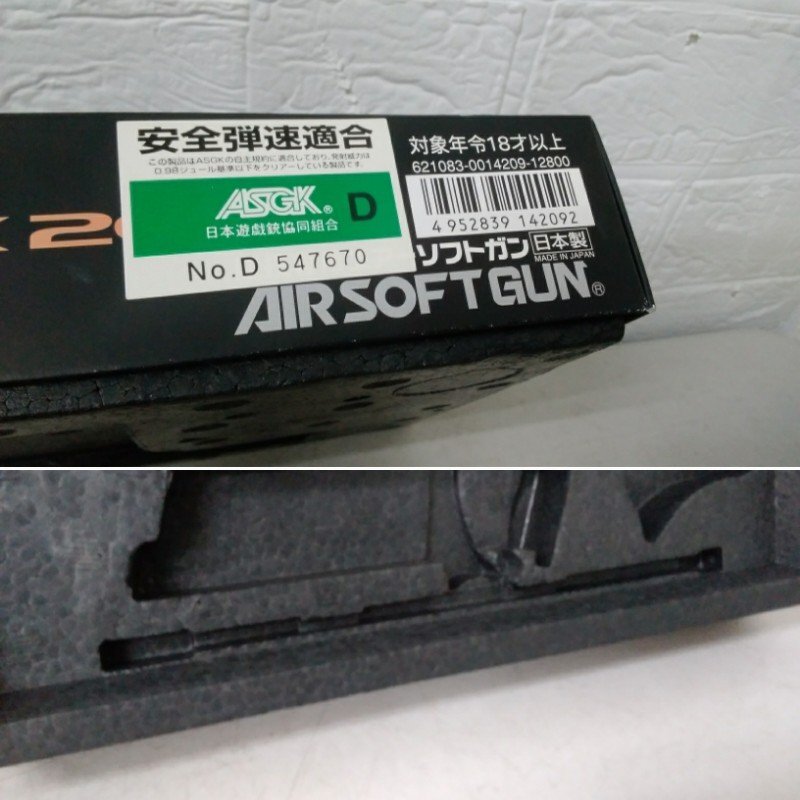 安全弾速適合
この製品はASGKの自主規約に適合しており、発射威力は
0.98ジュール基準以下をクリアーしている製品です。
ASGK® D
日本遊戯銃協同組合
No.D 547670
対象年令18才以上
621083-0014209-12800
4 952839 142092
ソフトガン 日本製
MADE IN JAPAN
AIRSOFT GUN®